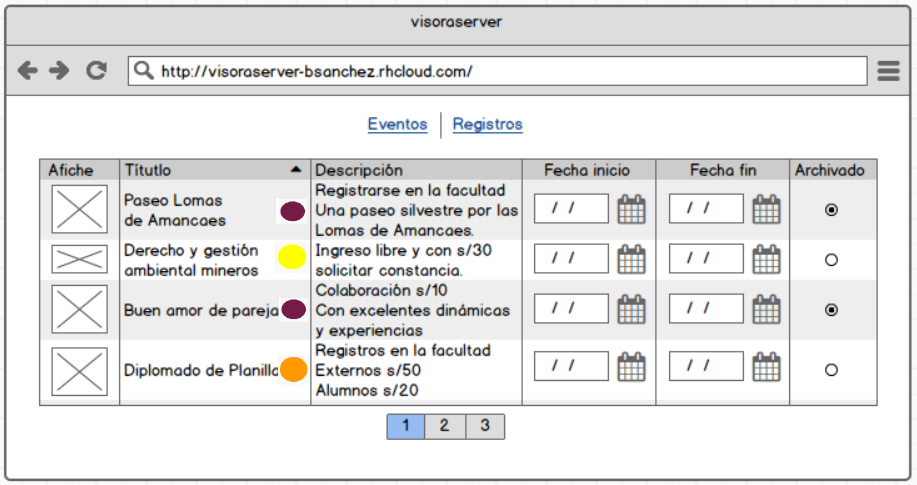 visoraserver
http://visoraserver-bsanchez.rhcloud.com/
Eventos
Registros
Afiche
Títutlo
Descripción
Fecha inicio
Fecha fin
Archivado
Paseo Lomas
de Amancaes
Registrarse en la facultad
Una paseo silvestre por las
Lomas de Amancaes.
/ /
/ /
Derecho y gestión
ambiental mineros
Ingreso libre y con s/30
solicitar constancia.
/ /
/ /
Buen amor de pareja
Colaboración s/10
Con excelentes dinámicas
y experiencias
/ /
/ /
Diplomado de Planilla
Registros en la facultad
Externos s/50
Alumnos s/20
/ /
/ /
1 2 3